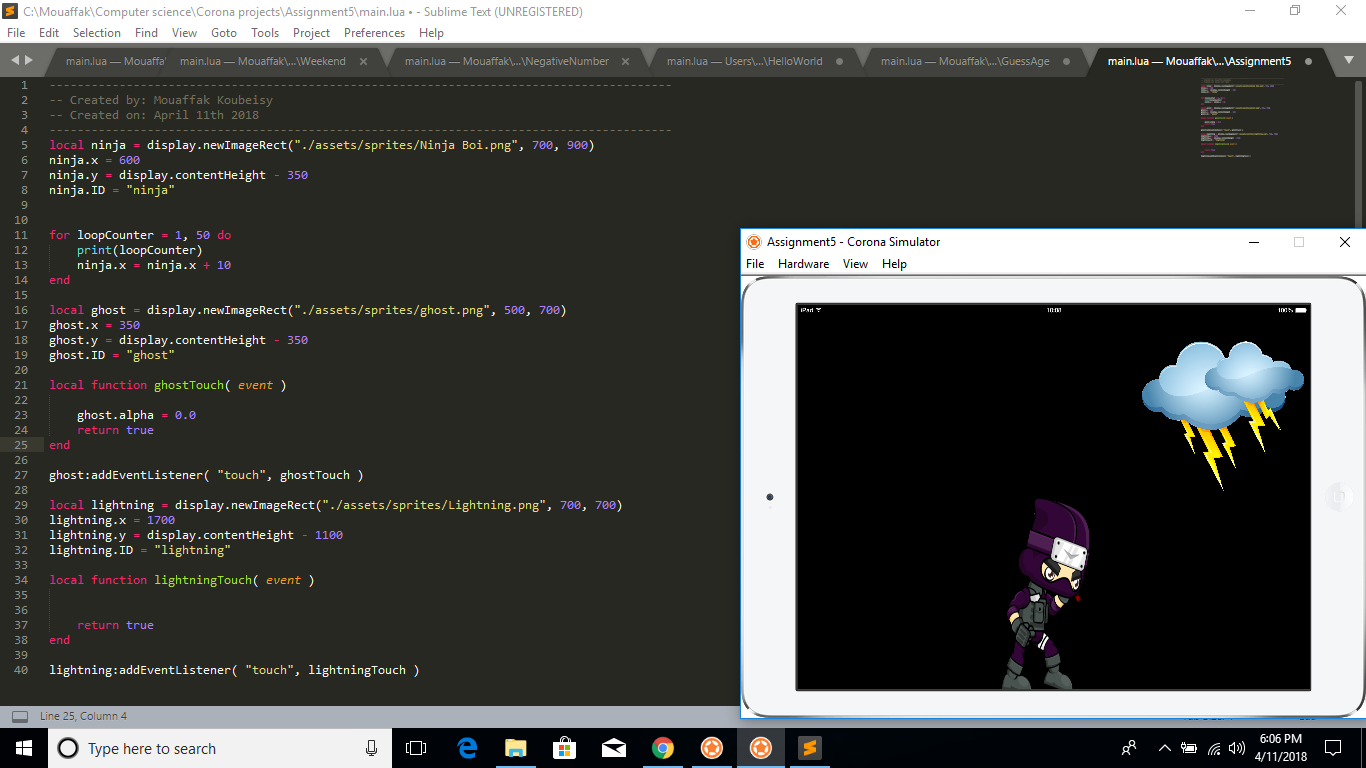 C:\Mouaffak\Computer science\Corona projects\Assignment5\main.lua • - Sublime Text (UNREGISTERED)
File Edit Selection Find View Goto Tools Project Preferences Help
main.lua — Mouaffa main.lua — Mouaffak\...\Weekend main.lua — Mouaffak\...\NegativeNumber main.lua — Users\...\HelloWorld main.lua — Mouaffak\...\GuessAge main.lua — Mouaffak\...\Assignment5
1 -----------------------------------------------------------------------------------------
2 -- Created by: Mouaffak Koubeisy
3 -- Created on: April 11th 2018
4 -----------------------------------------------------------------------------------------
5 local ninja = display.newImageRect("./assets/sprites/Ninja Boi.png", 700, 900)
6 ninja.x = 600
7 ninja.y = display.contentHeight - 350
8 ninja.ID = "ninja"
9
10
11 for loopCounter = 1, 50 do
12 print(loopCounter)
13 ninja.x = ninja.x + 10
14 end
15
16 local ghost = display.newImageRect("./assets/sprites/ghost.png", 500, 700)
17 ghost.x = 350
18 ghost.y = display.contentHeight - 350
19 ghost.ID = "ghost"
20
21 local function ghostTouch( event )
22
23 ghost.alpha = 0.0
24 return true
25 end
26
27 ghost:addEventListener( "touch", ghostTouch )
28
29 local lightning = display.newImageRect("./assets/sprites/Lightning.png", 700, 700)
30 lightning.x = 1700
31 lightning.y = display.contentHeight - 1100
32 lightning.ID = "lightning"
33
34 local function lightningTouch( event )
35
36
37 return true
38 end
39
40 lightning:addEventListener( "touch", lightningTouch )
Line 25, Column 4
Assignment5 - Corona Simulator
File Hardware View Help
iPad 10:08 100%
Type here to search
6:06 PM
4/11/2018